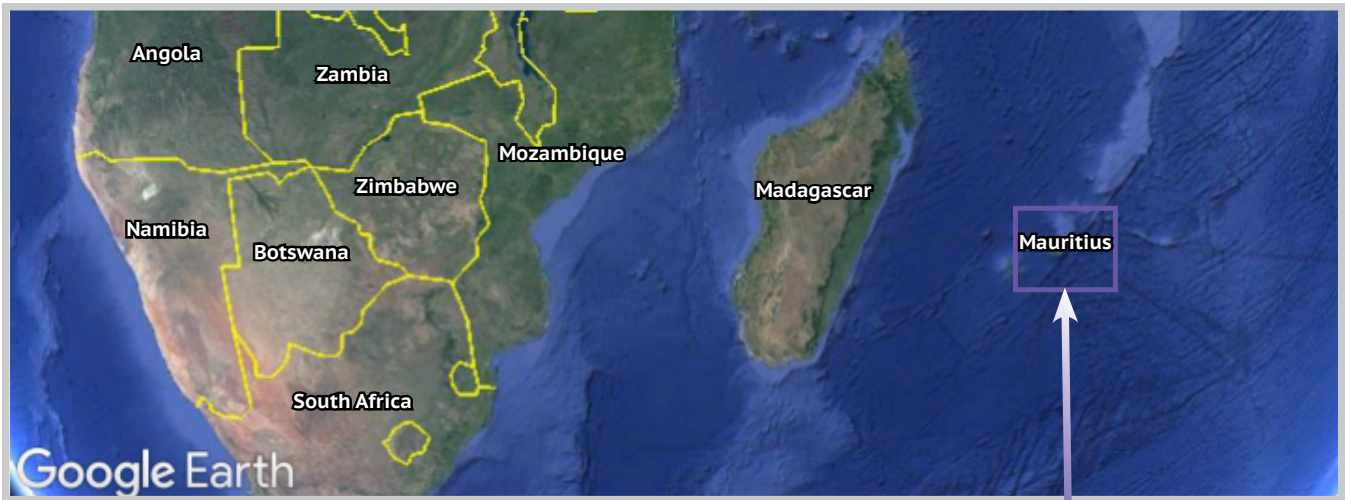 Angola
Zambia
Mozambique
Zimbabwe
Madagascar
Namibia
Botswana
Mauritius
South Africa
Google Earth